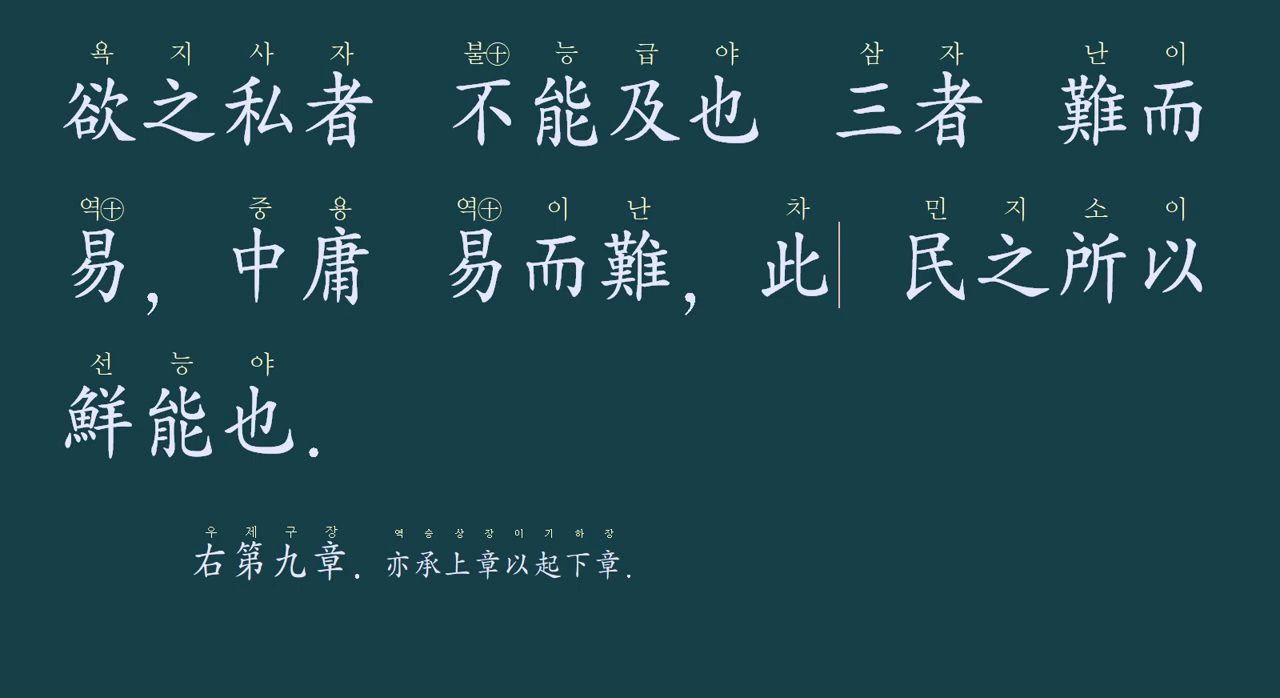 욕 지 사 자 불㊉ 능 급 야 삼 자 난 이
欲之私者 不能及也 三者 難而
역㊉ 중 용 역㊉ 이 난 차 민 지 소 이
易, 中庸 易而難, 此 民之所以
선 능 야
鮮能也.
우 제 구 장 역 승 상 장 이 기 하 장
右第九章. 亦承上章以起下章.